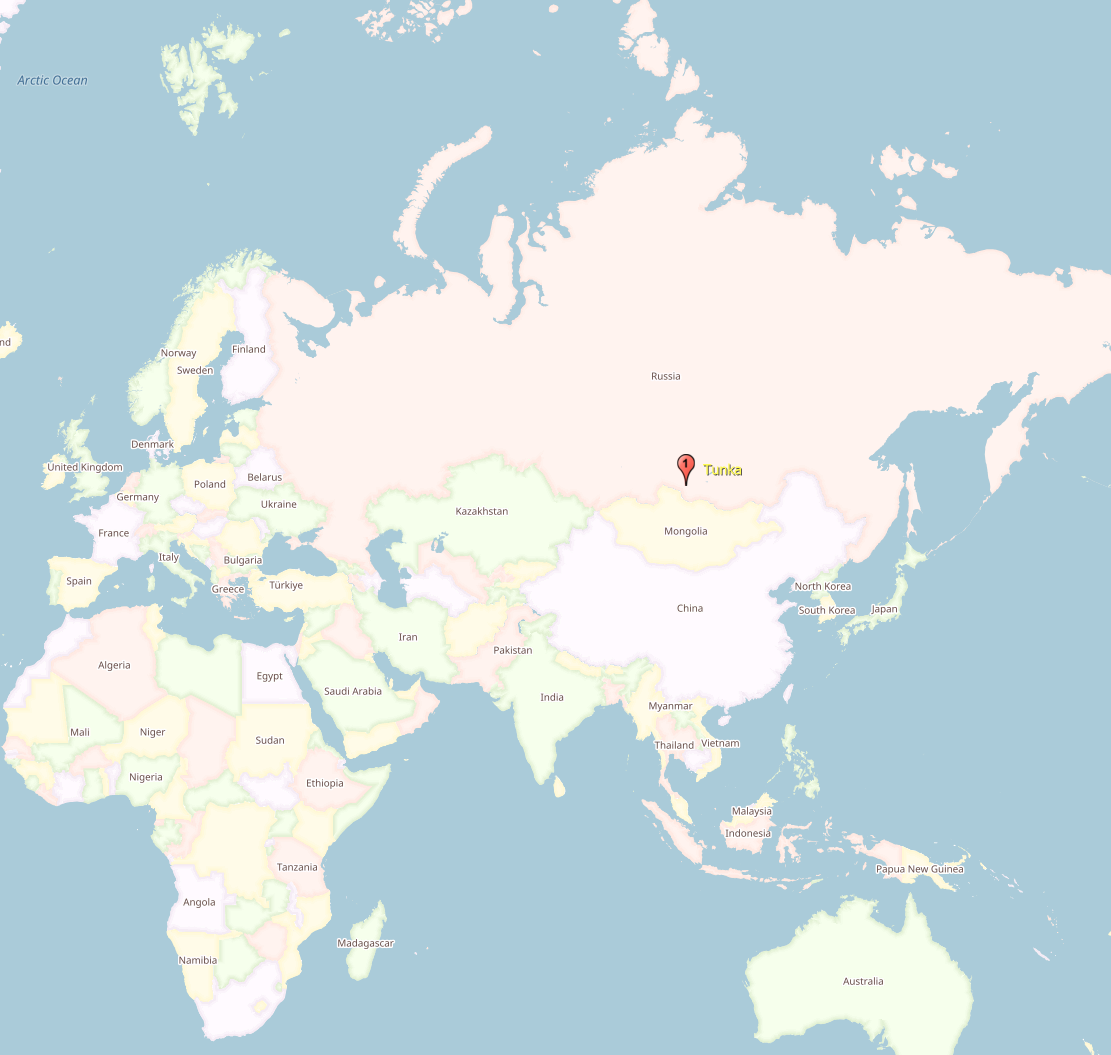 Arctic Ocean
nd
Norway
Finland
Sweden
Russia
Denmark
United Kingdom
Tunka
1
Belarus
Poland
Germany
Ukraine
Kazakhstan
France
Mongolia
Italy
Bulgaria
Spain
Greece
Türkiye
North Korea
South Korea
Japan
China
Iran
Pakistan
Algeria
Egypt
Saudi Arabia
India
Myanmar
Mali
Niger
Sudan
Thailand
Vietnam
Nigeria
Ethiopia
Malaysia
Indonesia
Tanzania
Papua New Guinea
Angola
Madagascar
Namibia
Australia